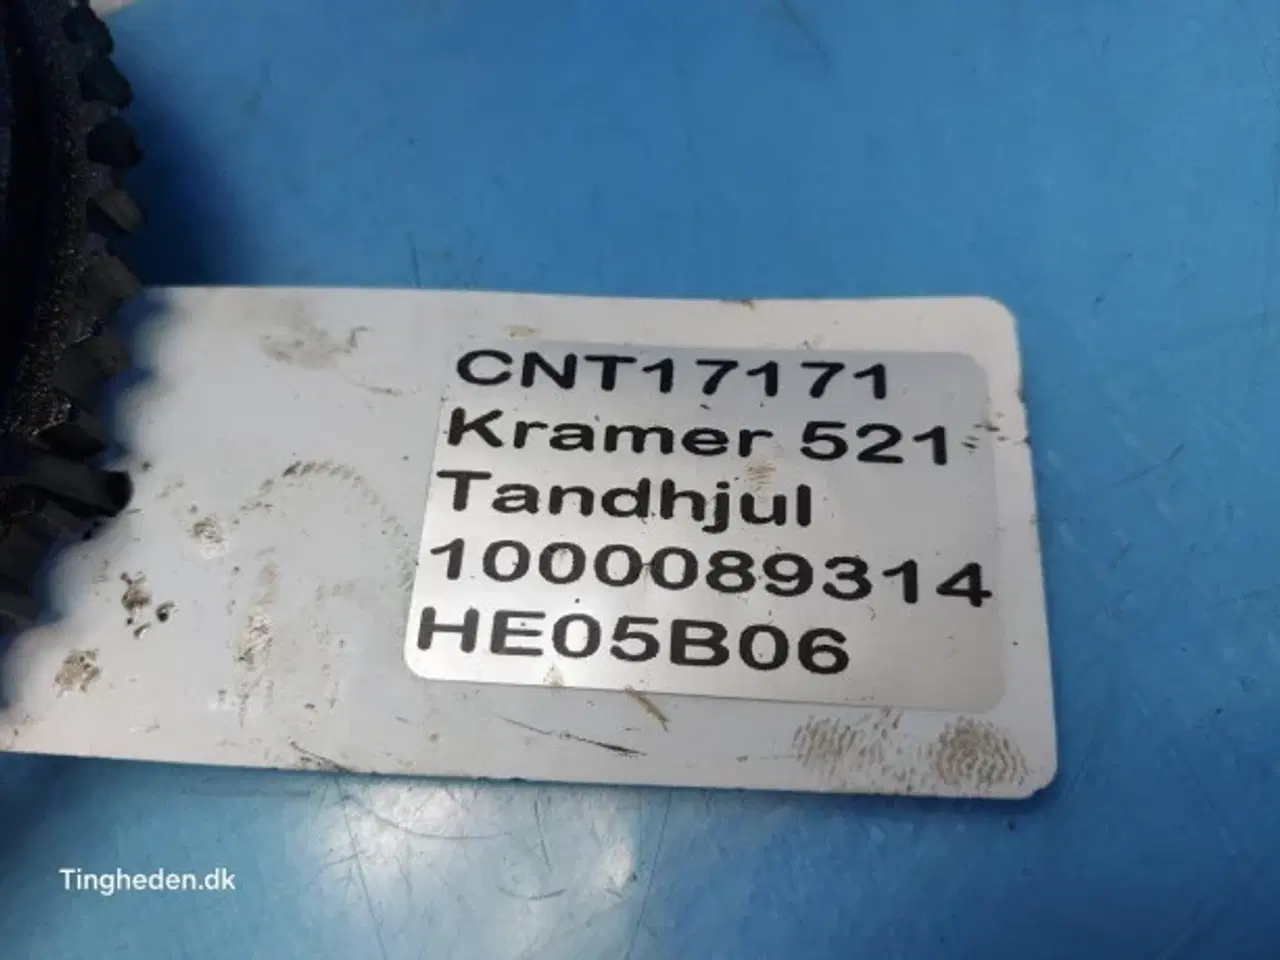 CNT17171
Kramer 521
Tandhjul
1000089314
HE05B06
Tingheden.dk